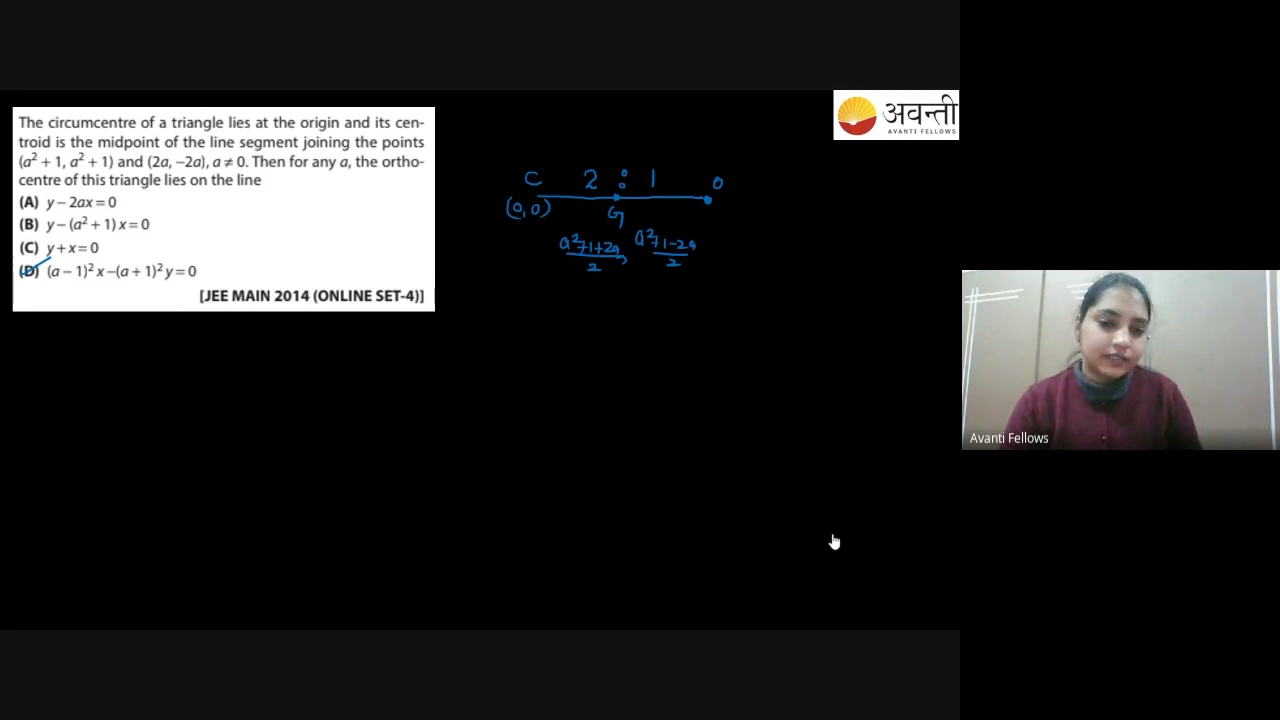 The circumcentre of a triangle lies at the origin and its cen-
troid is the midpoint of the line segment joining the points
(a² + 1, a² + 1) and (2a, −2a), a ≠ 0. Then for any a, the ortho-
centre of this triangle lies on the line
(A) y − 2ax = 0
(B) y − (a² + 1) x = 0
(C) y + x = 0
(D) (a − 1)² x − (a + 1)² y = 0
[JEE MAIN 2014 (ONLINE SET-4)]
C 2 : 1 O
(0,0) G
(a²+1+2a)/2, (a²+1−2a)/2
अवन्ती
AVANTI FELLOWS
Avanti Fellows